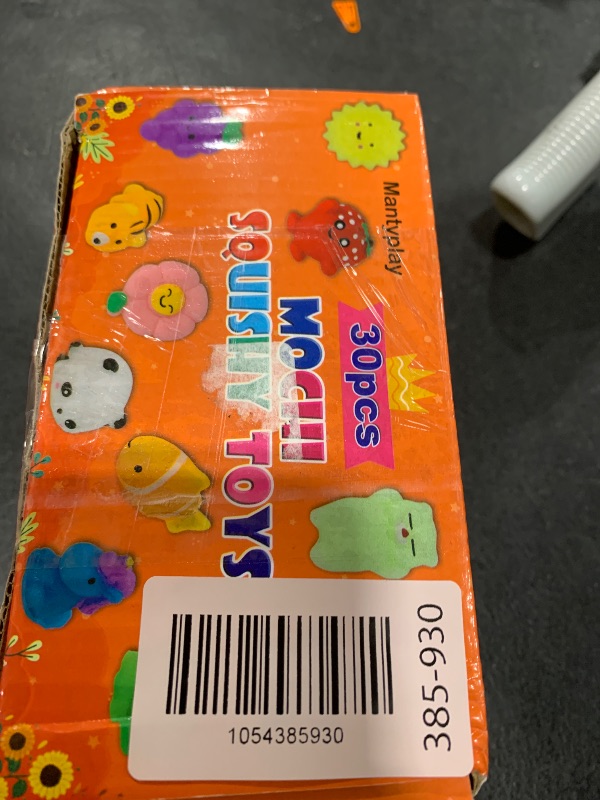 Mantyplay
30pcs
MOCHI
SQUISHY TOYS
1054385930
385-930